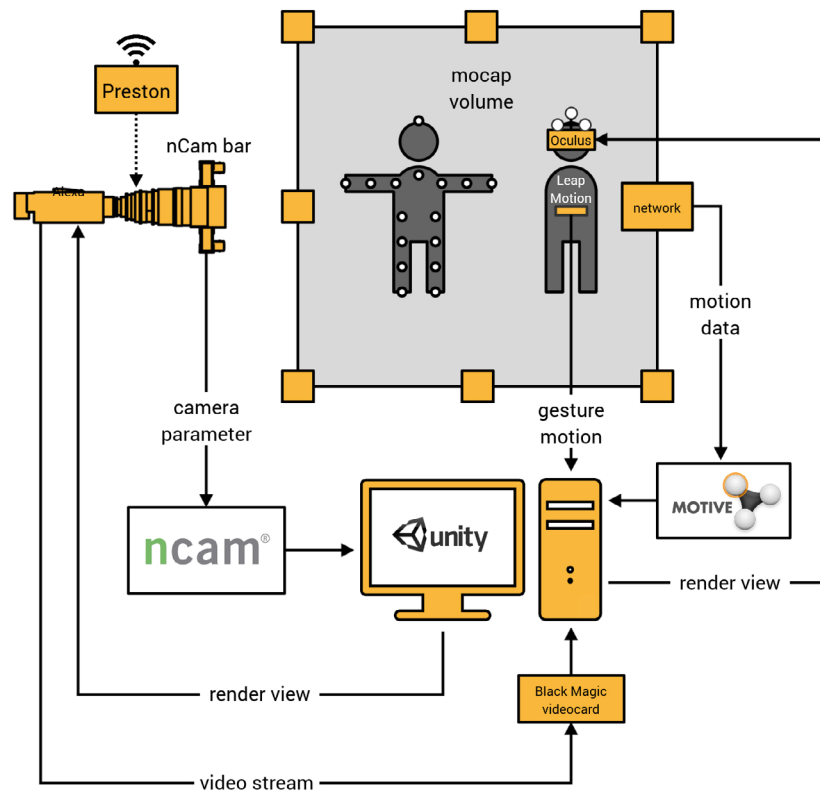 Preston
nCam bar
Alexa
mocap
volume
Oculus
Leap
Motion
network
motion
data
camera
parameter
gesture
motion
ncam®
unity
MOTIVE
render view
render view
Black Magic
videocard
video stream